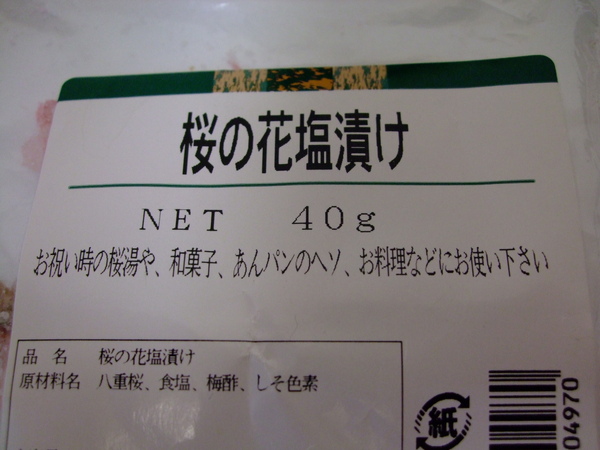 桜の花塩漬け
NET 40g
お祝い時の桜湯や、和菓子、あんパンのヘソ、お料理などにお使い下さい
品 名 桜の花塩漬け
原材料名 八重桜、食塩、梅酢、しそ色素
紙
04970